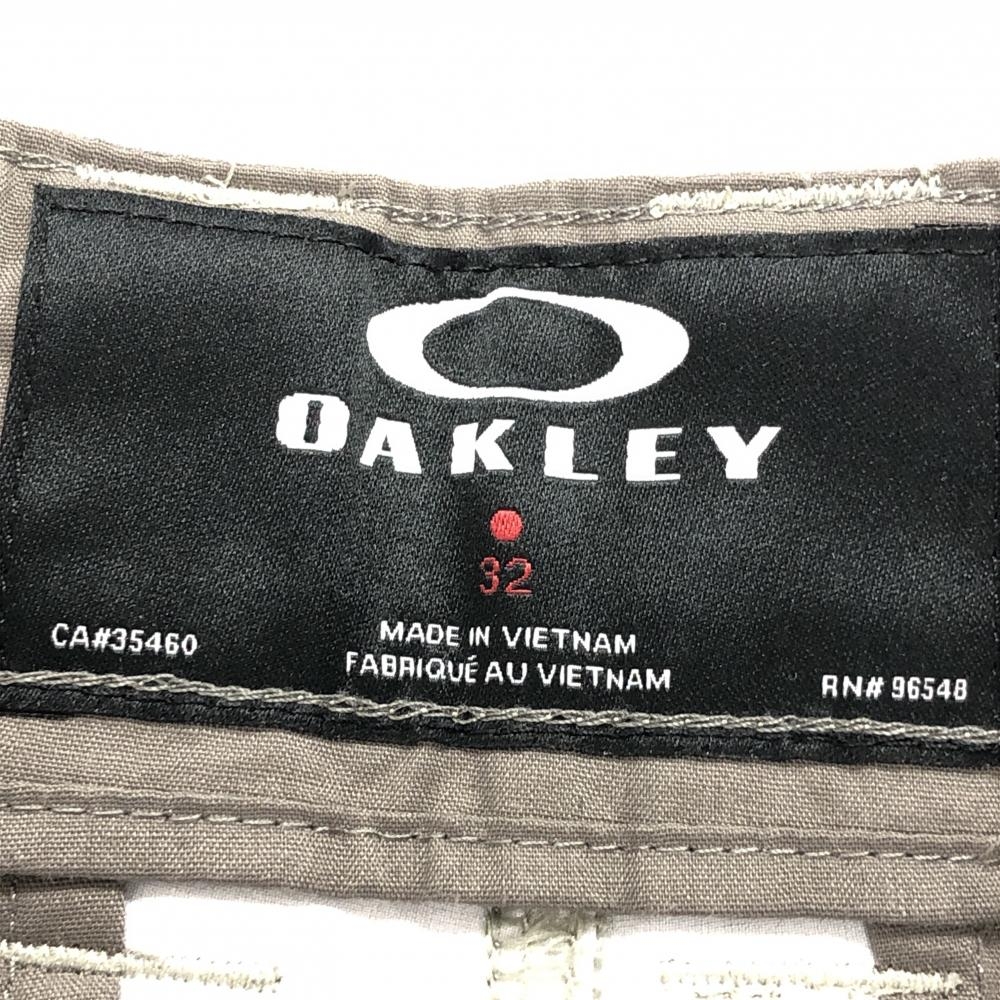 OAKLEY
32
MADE IN VIETNAM
FABRIQUÉ AU VIETNAM
CA#35460
RN# 96548